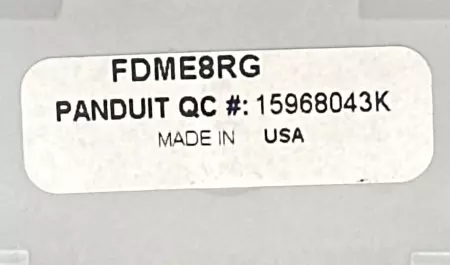 FDME8RG
PANDUIT QC #: 15968043K
MADE IN USA